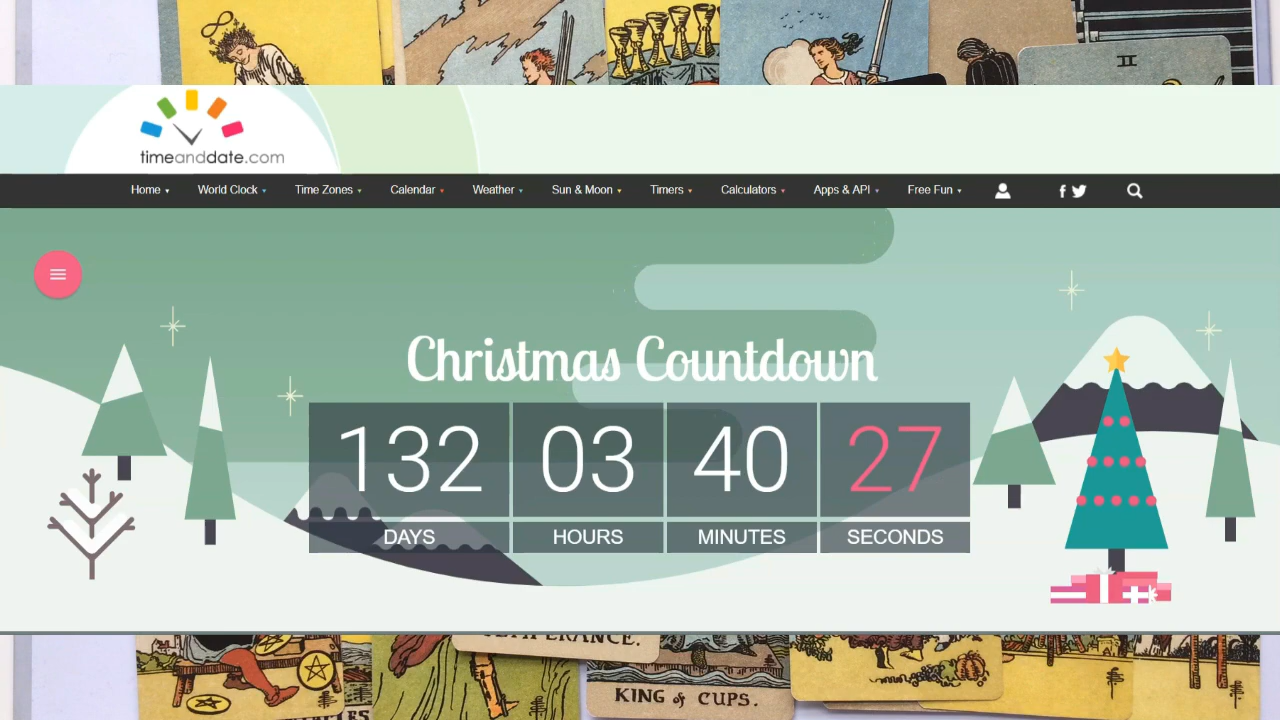 II
timeanddate.com
Home World Clock Time Zones Calendar Weather Sun & Moon Timers Calculators Apps & API Free Fun
Christmas Countdown
132 03 40 27
DAYS HOURS MINUTES SECONDS
KING of CUPS.